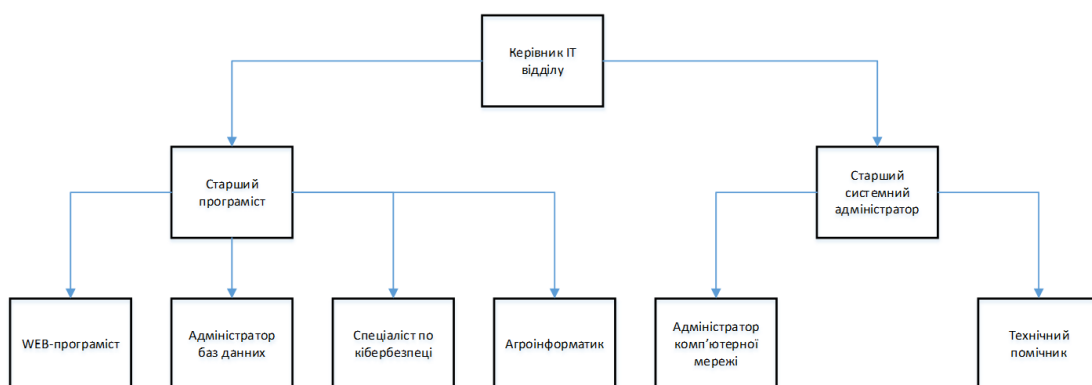 Керівник ІТ
відділу
Старший
програміст
Старший
системний
адміністратор
WEB-програміст
Адміністратор
баз данних
Спеціаліст по
кібербезпеці
Агроінформатик
Адміністратор
комп'ютерної
мережі
Технічний
помічник